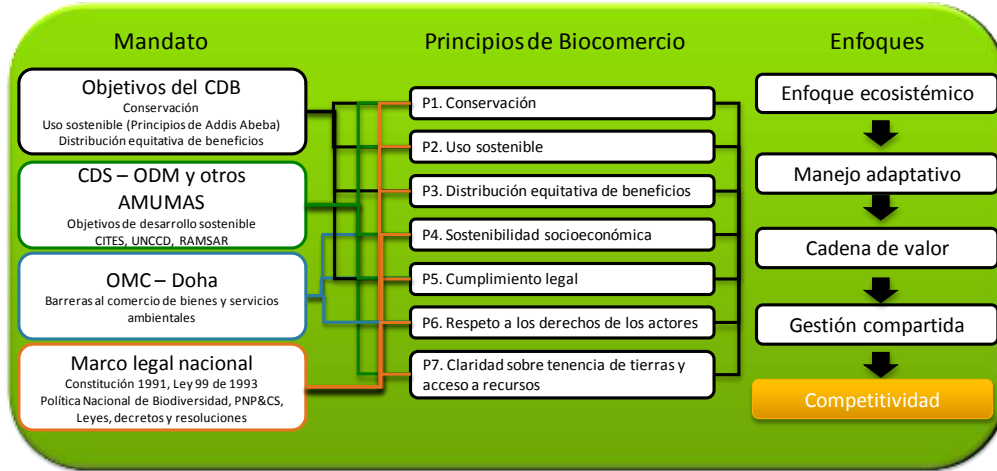 Mandato
Objetivos del CDB
Conservación
Uso sostenible (Principios de Addis Abeba)
Distribución equitativa de beneficios
CDS – ODM y otros
AMUMAS
Objetivos de desarrollo sostenible
CITES, UNCCD, RAMSAR
OMC – Doha
Barreras al comercio de bienes y servicios
ambientales
Marco legal nacional
Constitución 1991, Ley 99 de 1993
Política Nacional de Biodiversidad, PNP&CS,
Leyes, decretos y resoluciones
Principios de Biocomercio
P1. Conservación
P2. Uso sostenible
P3. Distribución equitativa de beneficios
P4. Sostenibilidad socioeconómica
P5. Cumplimiento legal
P6. Respeto a los derechos de los actores
P7. Claridad sobre tenencia de tierras y
acceso a recursos
Enfoques
Enfoque ecosistémico
Manejo adaptativo
Cadena de valor
Gestión compartida
Competitividad